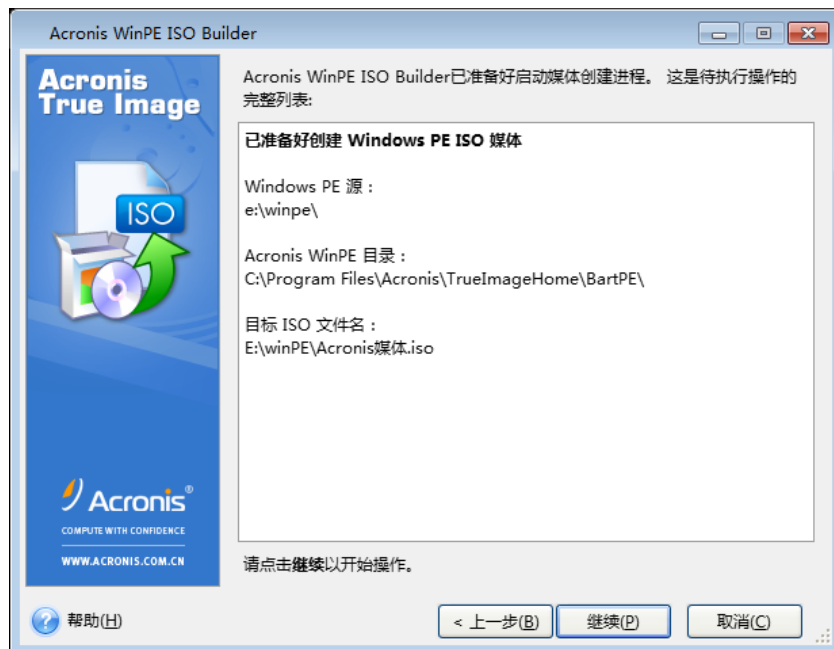 Acronis WinPE ISO Builder
Acronis
True Image
ISO
Acronis®
COMPUTE WITH CONFIDENCE
WWW.ACRONIS.COM.CN
Acronis WinPE ISO Builder已准备好启动媒体创建进程。 这是待执行操作的
完整列表:
已准备好创建 Windows PE ISO 媒体
Windows PE 源：
e:\winpe\
Acronis WinPE 目录：
C:\Program Files\Acronis\TrueImageHome\BartPE\
目标 ISO 文件名：
E:\winPE\Acronis媒体.iso
请点击继续以开始操作。
帮助(H)
< 上一步(B)
继续(P)
取消(C)